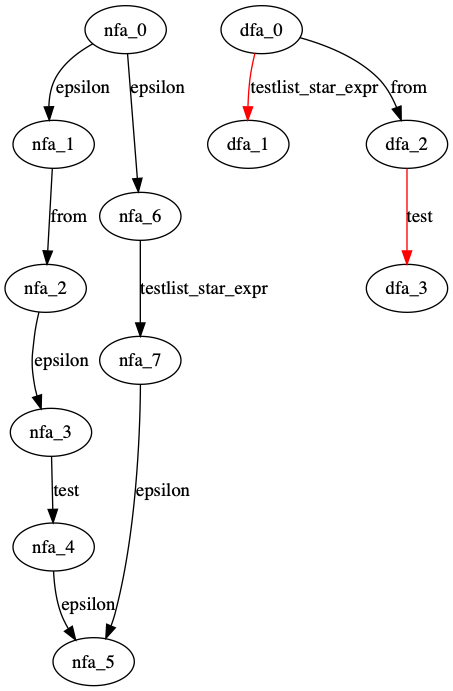 nfa_0
dfa_0
epsilon
epsilon
testlist_star_expr
from
nfa_1
dfa_1
dfa_2
nfa_6
from
test
nfa_2
testlist_star_expr
dfa_3
epsilon
nfa_7
nfa_3
test
epsilon
nfa_4
epsilon
nfa_5